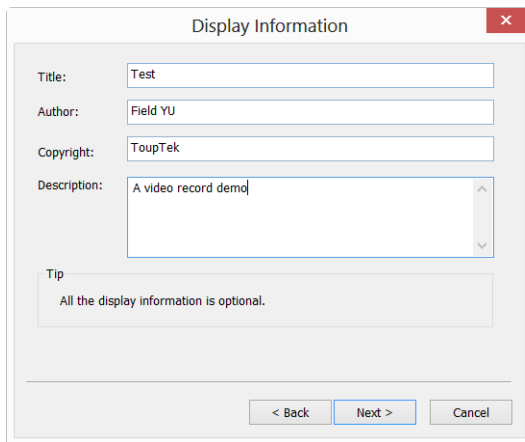 Display Information
Title: Test
Author: Field YU
Copyright: ToupTek
Description: A video record demo
Tip
All the display information is optional.
< Back Next > Cancel